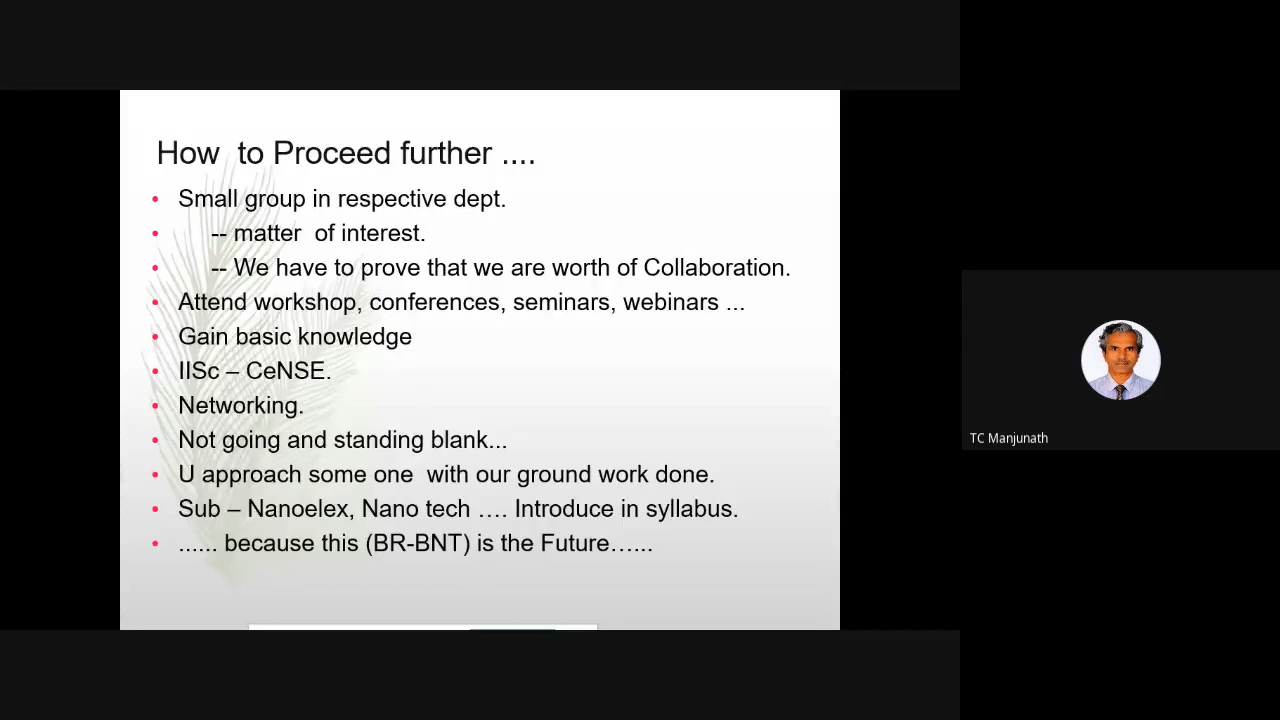 How to Proceed further ....
• Small group in respective dept.
• -- matter of interest.
• -- We have to prove that we are worth of Collaboration.
• Attend workshop, conferences, seminars, webinars ...
• Gain basic knowledge
• IISc – CeNSE.
• Networking.
• Not going and standing blank...
• U approach some one with our ground work done.
• Sub – Nanoelex, Nano tech …. Introduce in syllabus.
• ...... because this (BR-BNT) is the Future…...
TC Manjunath